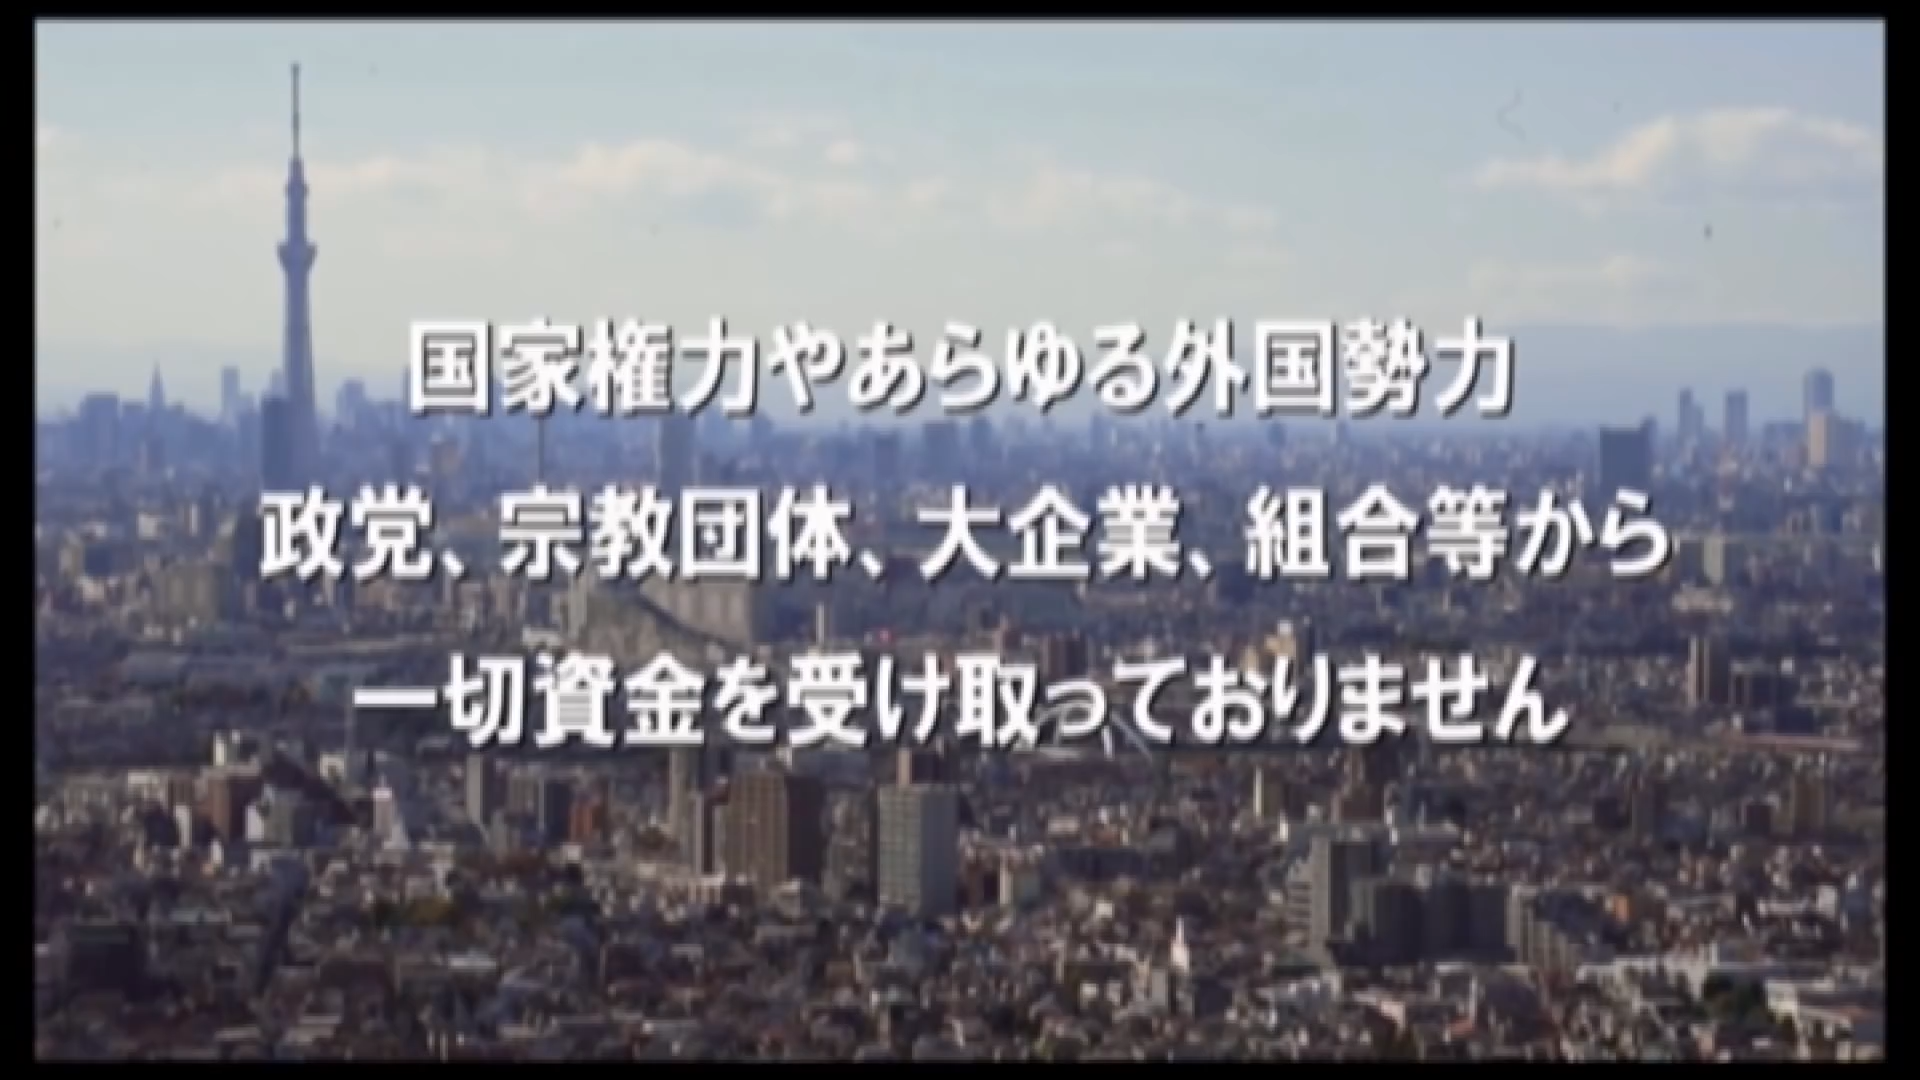 国家権力やあらゆる外国勢力
政党、宗教団体、大企業、組合等から
一切資金を受け取っておりません